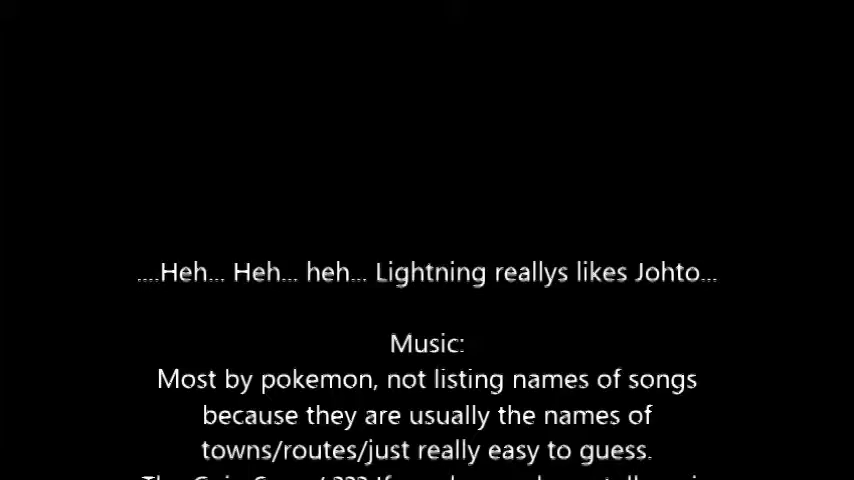 ....Heh... Heh... heh... Lightning reallys likes Johto...
Music:
Most by pokemon, not listing names of songs
because they are usually the names of
towns/routes/just really easy to guess.